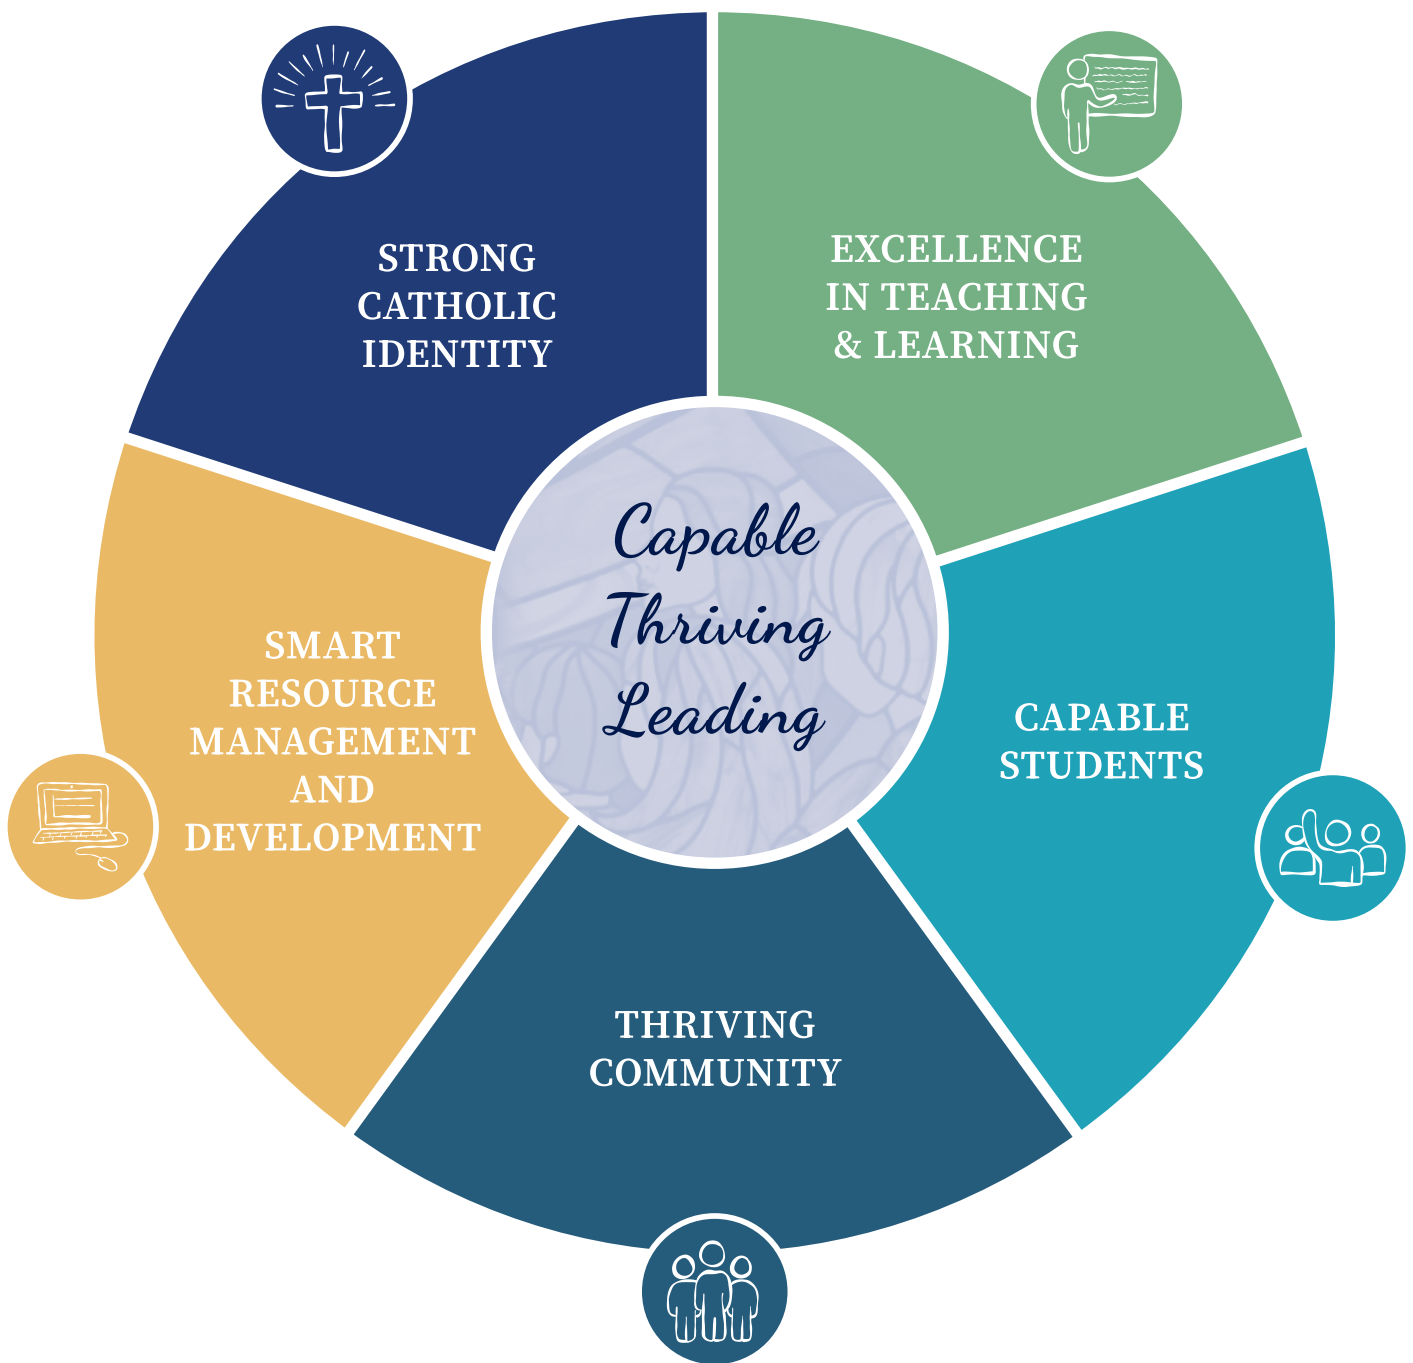 STRONG
CATHOLIC
IDENTITY
EXCELLENCE
IN TEACHING
& LEARNING
Capable
Thriving
Leading
SMART
RESOURCE
MANAGEMENT
AND
DEVELOPMENT
CAPABLE
STUDENTS
THRIVING
COMMUNITY